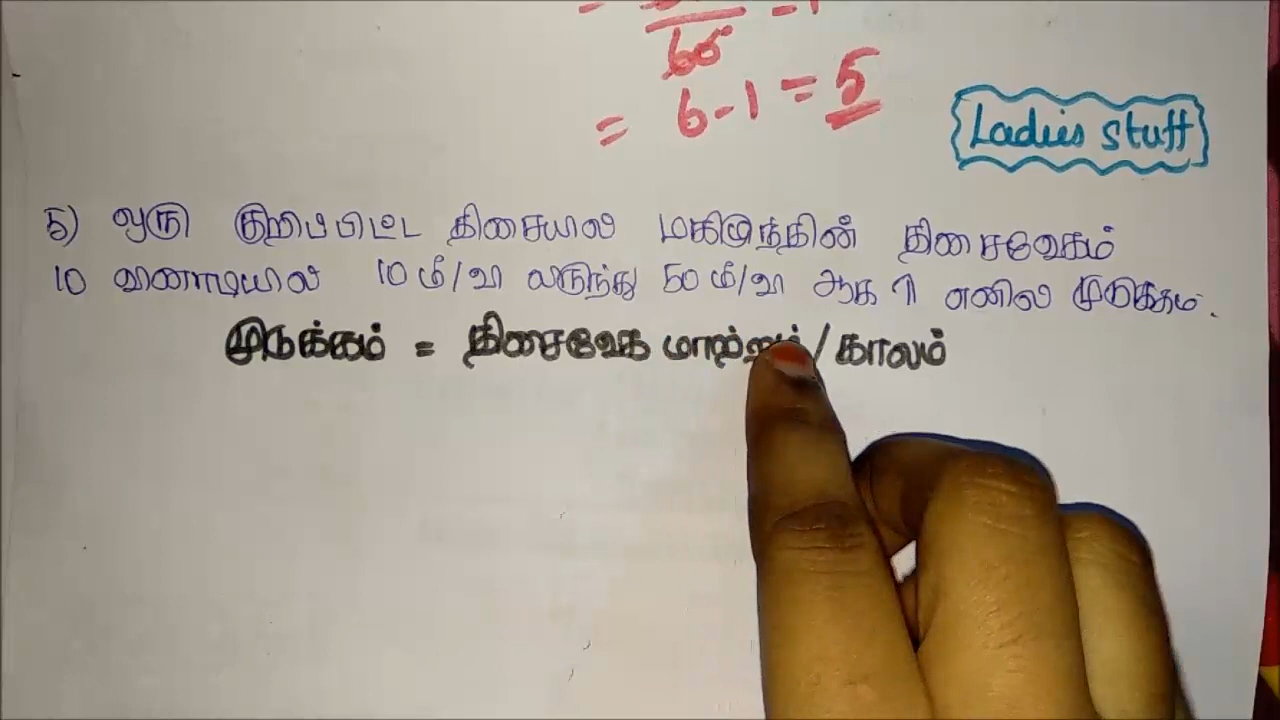 60
= 6-1 = 5
Ladies Stuff
5) ஒரு குறிப்பிட்ட திசையில் மகிழுந்தின் திசைவேகம்
10 வினாடியில் 10 மீ/வி லிருந்து 50 மீ/வி ஆகி எனில் முடுக்கம்.
முடுக்கம் = திசைவேக மாற்றம்/காலம்